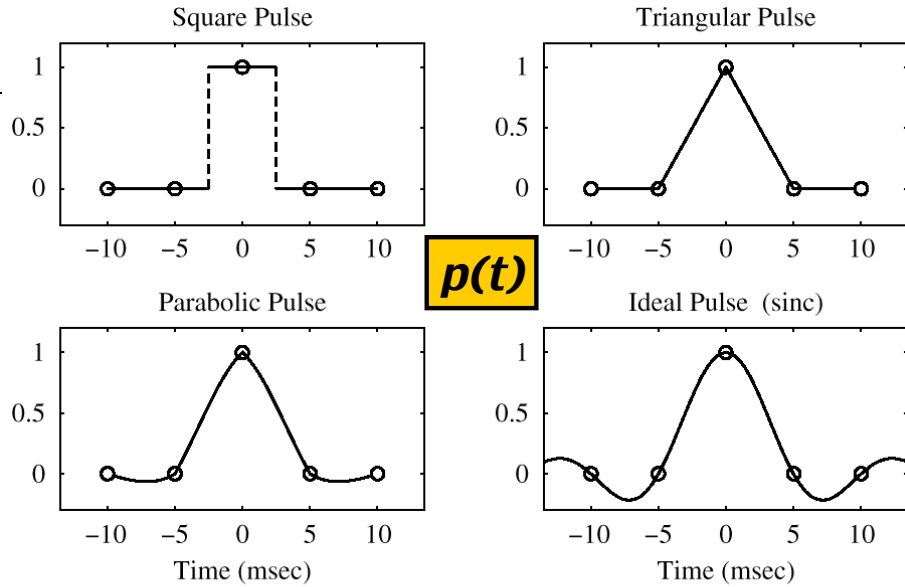 Square Pulse
Triangular Pulse
1
0.5
0
−10 −5 0 5 10
1
0.5
0
−10 −5 0 5 10
p(t)
Parabolic Pulse
Ideal Pulse (sinc)
1
0.5
0
−10 −5 0 5 10
Time (msec)
1
0.5
0
−10 −5 0 5 10
Time (msec)